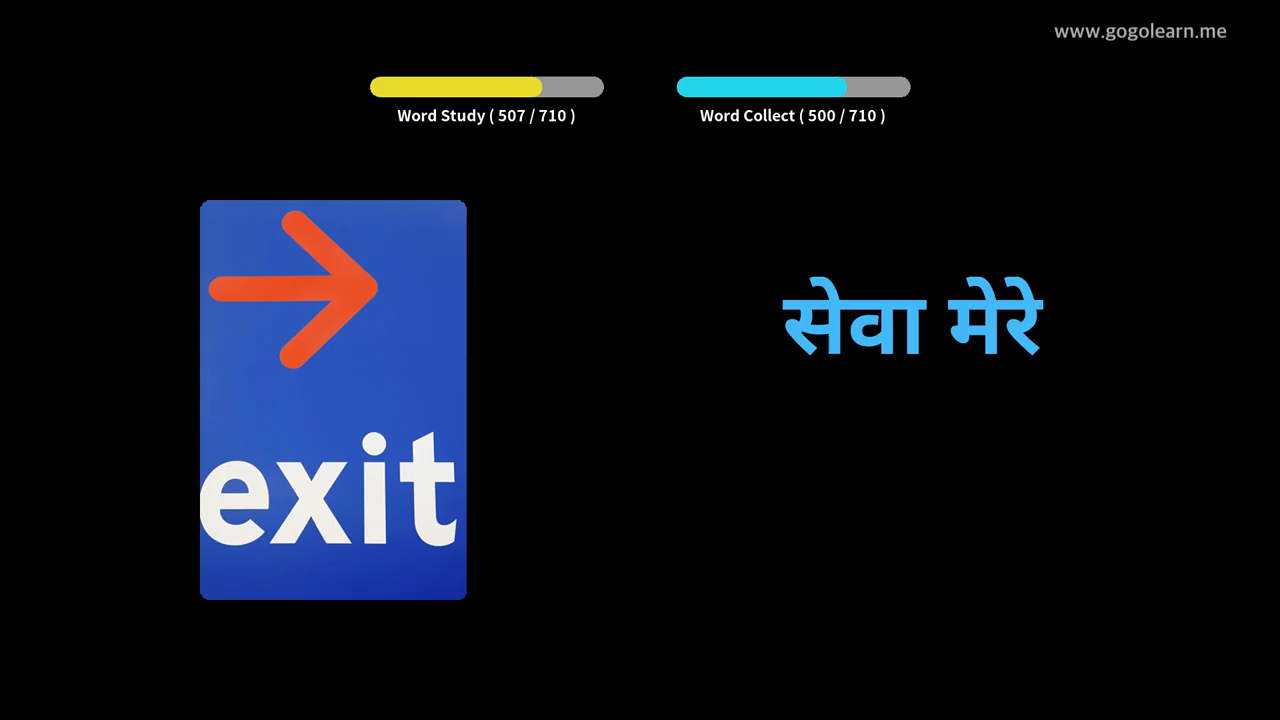 www.gogolearn.me
Word Study ( 507 / 710 )
Word Collect ( 500 / 710 )
सेवा मेरे
exit